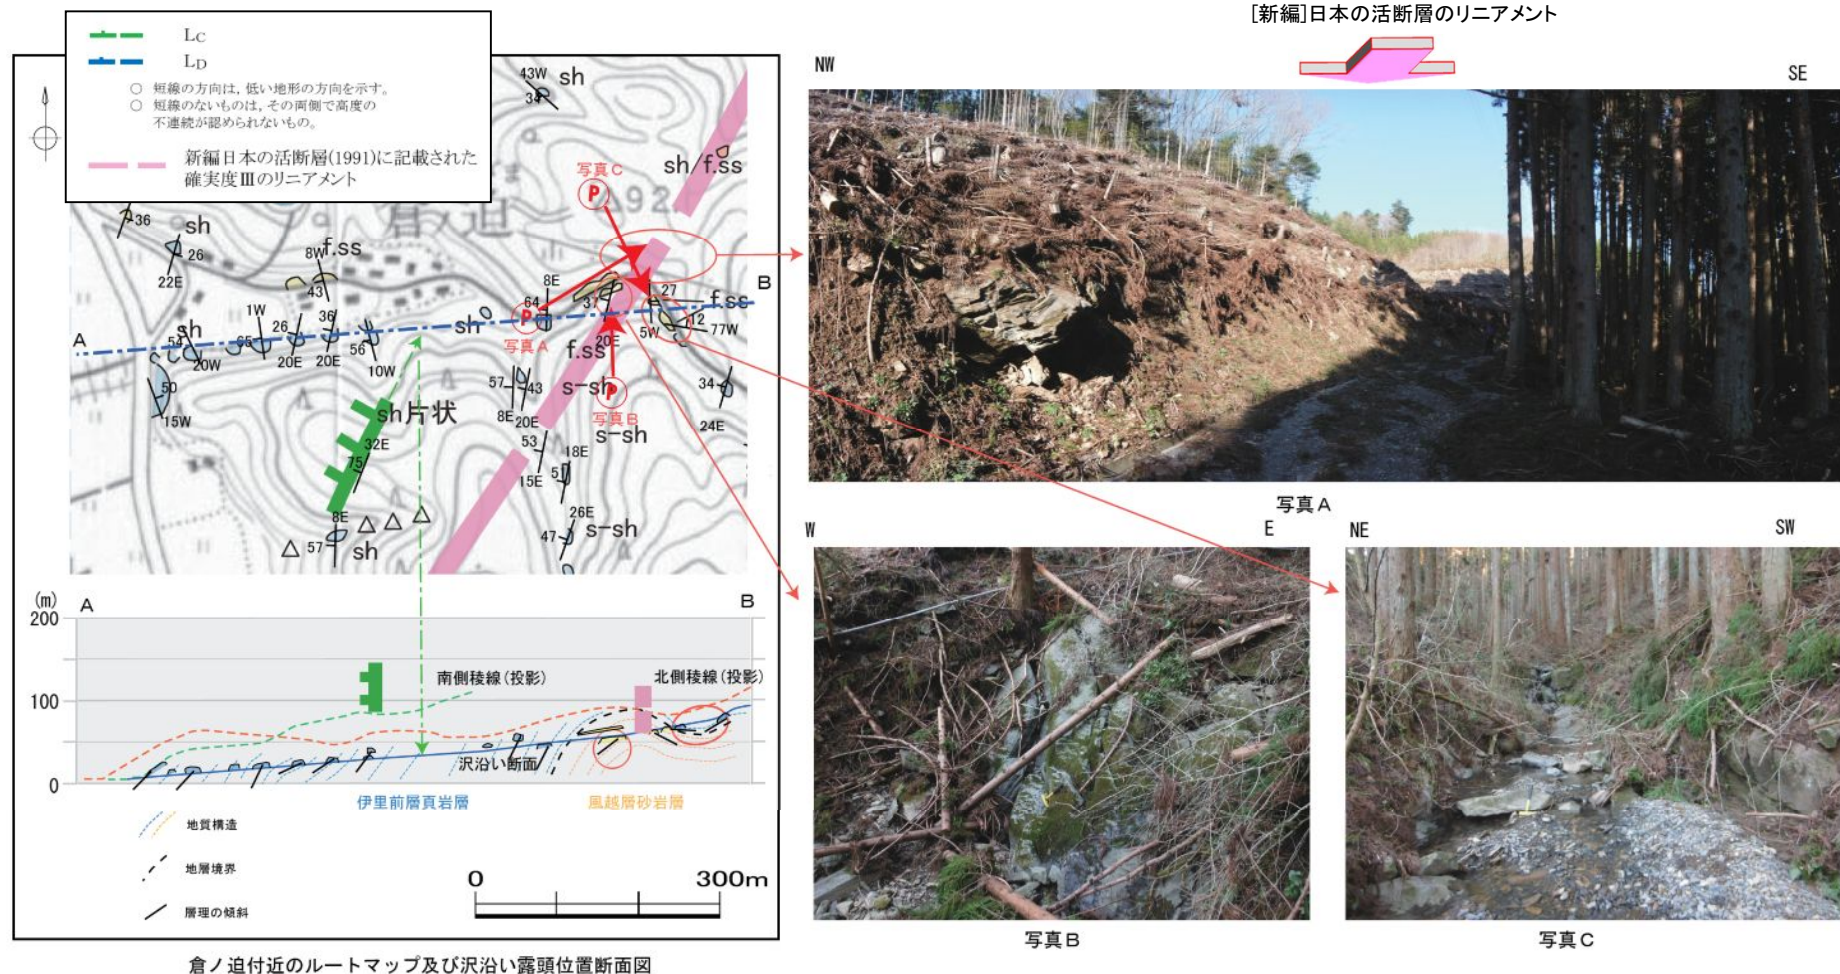 [新編]日本の活断層のリニアメント
LC
LD
○ 短線の方向は, 低い地形の方向を示す。
○ 短線のないものは, その両側で高度の
不連続が認められないもの。
新編日本の活断層(1991)に記載された
確実度Ⅲのリニアメント
NW
SE
43W
sh
34
sh/f.ss
写真C
P
92
倉ノ迫
36
sh
26
22E
8W
f.ss
43
8E
64
37
27
f.ss
B
A
sh
54
20W
1W
65
26
20E
36
20E
56
10W
sh
P
写真A
f.ss
20E
5W
12
77W
50
15W
57
43
8E
20E
s-sh
P
写真B
34
24E
sh片状
32E
75
53
15E
s-sh
18E
51
8E
57
sh
26E
47
s-sh
写真A
W
E
NE
SW
(m)
A
B
200
100
0
南側稜線(投影)
北側稜線(投影)
沢沿い断面
伊里前層頁岩層
風越層砂岩層
地質構造
地層境界
層理の傾斜
0
300m
写真B
写真C
倉ノ迫付近のルートマップ及び沢沿い露頭位置断面図